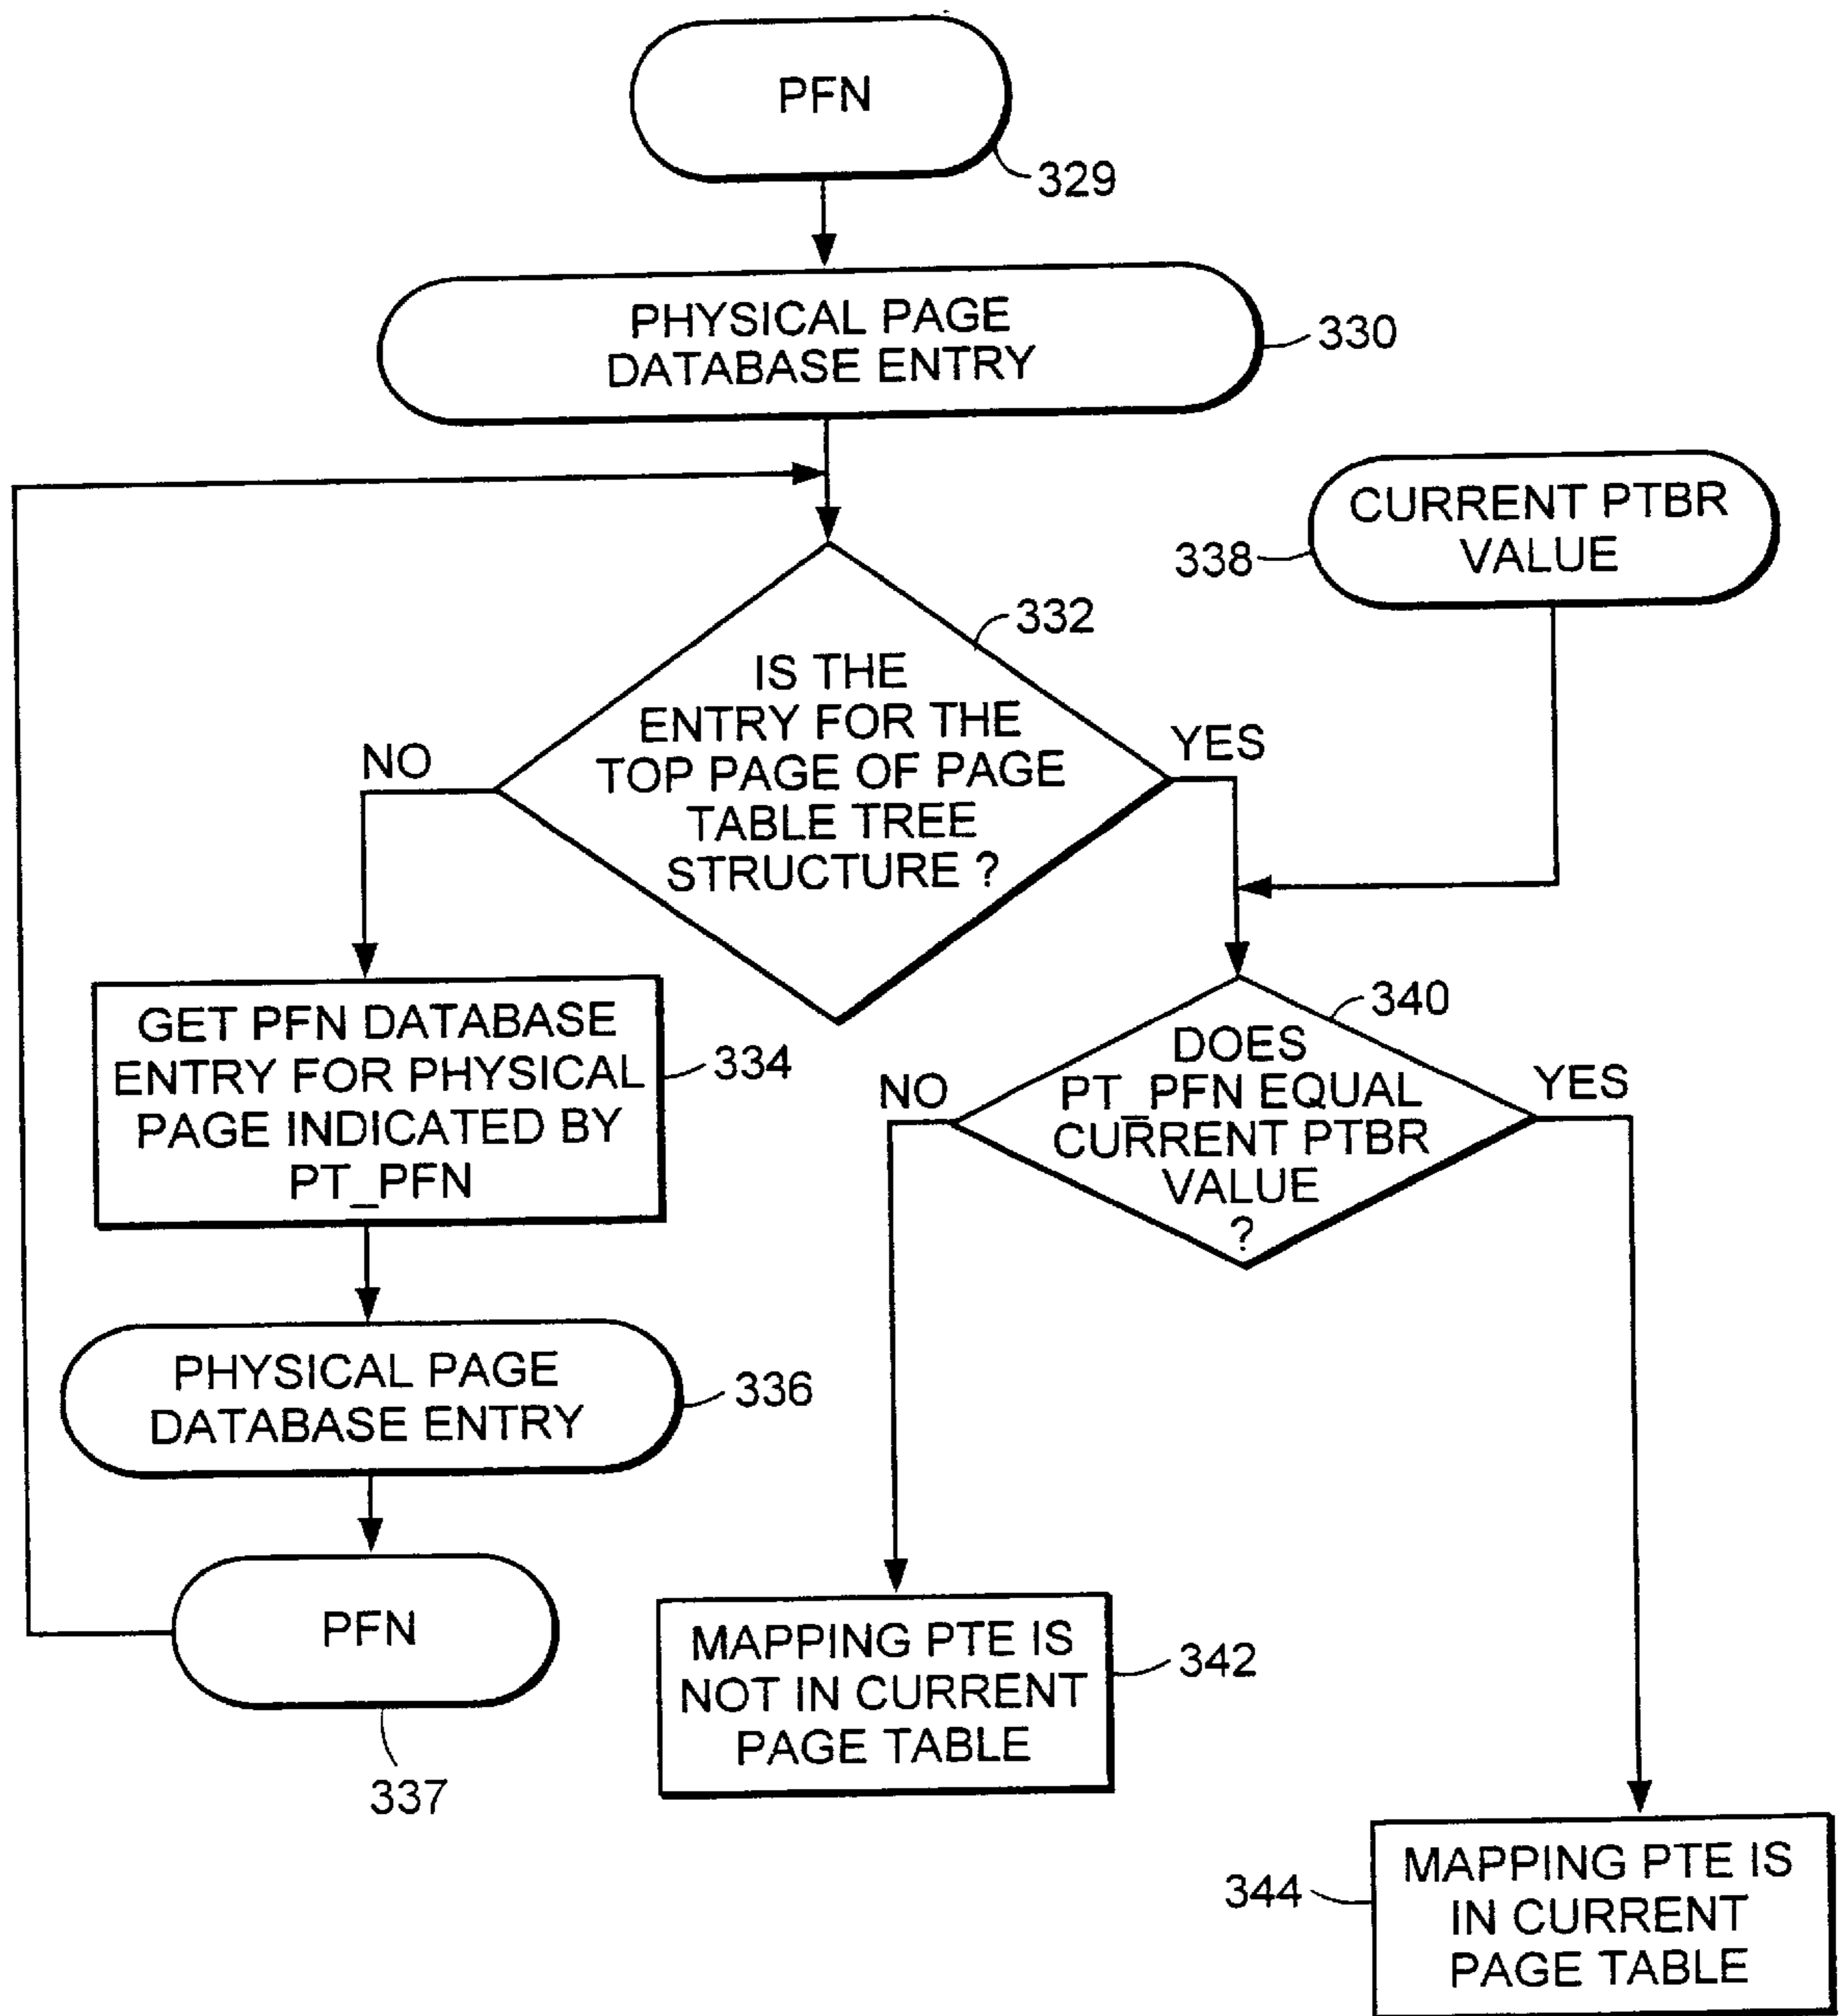 PFN
329
PHYSICAL PAGE
DATABASE ENTRY
330
CURRENT PTBR
VALUE
338
332
IS THE
ENTRY FOR THE
TOP PAGE OF PAGE
TABLE TREE
STRUCTURE ?
NO
YES
GET PFN DATABASE
ENTRY FOR PHYSICAL
PAGE INDICATED BY
PT_PFN
334
340
DOES
PT_PFN EQUAL
CURRENT PTBR
VALUE
?
NO
YES
PHYSICAL PAGE
DATABASE ENTRY
336
PFN
337
MAPPING PTE IS
NOT IN CURRENT
PAGE TABLE
342
MAPPING PTE IS
IN CURRENT
PAGE TABLE
344